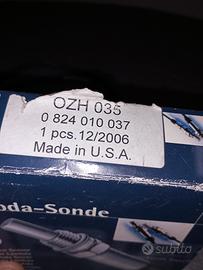 OZH 035
0 824 010 037
1 pcs.12/2006
Made in U.S.A.
oda-Sonde
subito